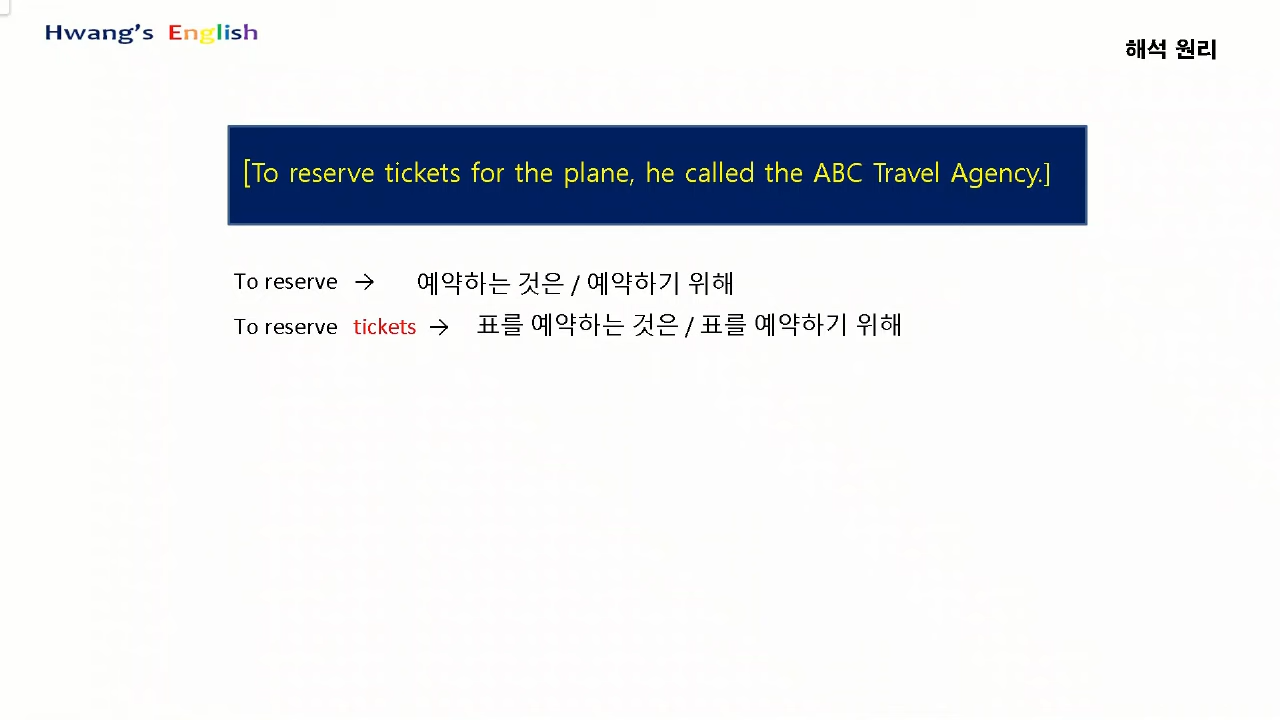 Hwang's English
해석 원리
[To reserve tickets for the plane, he called the ABC Travel Agency.]
To reserve → 예약하는 것은 / 예약하기 위해
To reserve tickets → 표를 예약하는 것은 / 표를 예약하기 위해